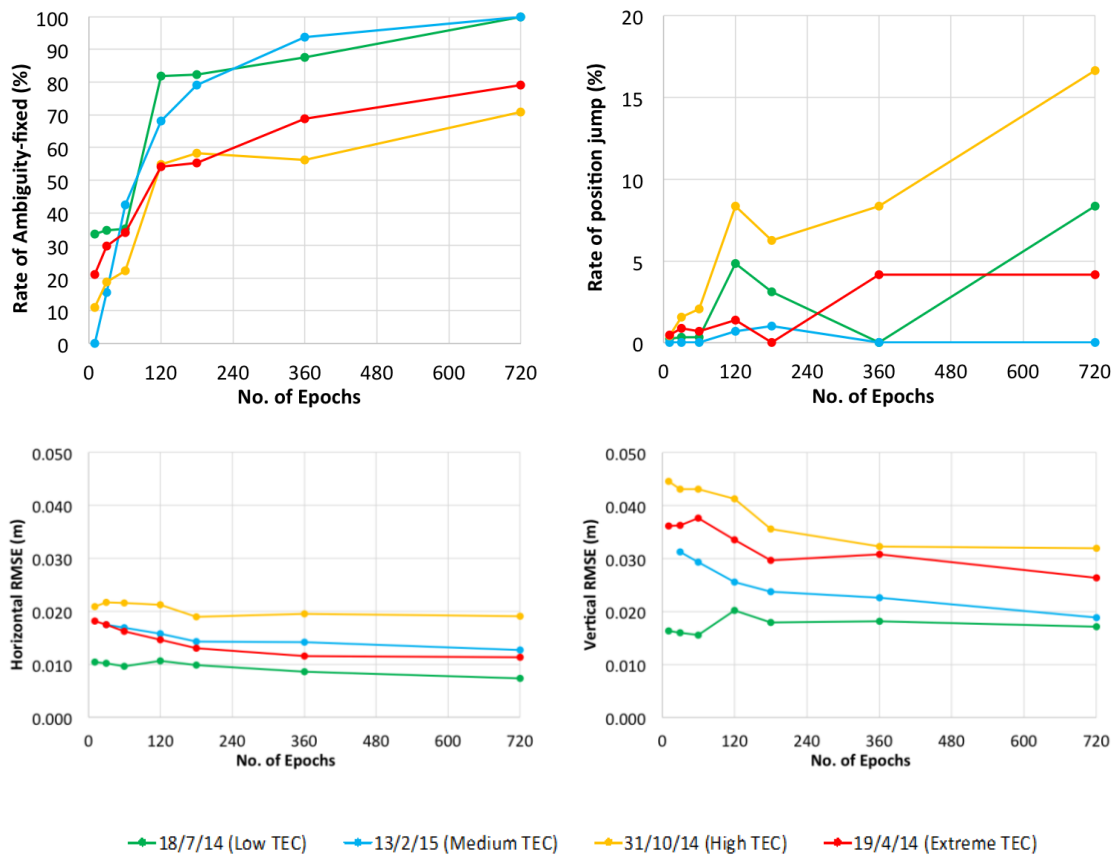 Rate of Ambiguity-fixed (%)
100
90
80
70
60
50
40
30
20
10
0
0 120 240 360 480 600 720
No. of Epochs
Rate of position jump (%)
20
15
10
5
0
0 120 240 360 480 600 720
No. of Epochs
Horizontal RMSE (m)
0.050
0.040
0.030
0.020
0.010
0.000
0 120 240 360 480 600 720
No. of Epochs
Vertical RMSE (m)
0.050
0.040
0.030
0.020
0.010
0.000
0 120 240 360 480 600 720
No. of Epochs
18/7/14 (Low TEC) 13/2/15 (Medium TEC) 31/10/14 (High TEC) 19/4/14 (Extreme TEC)